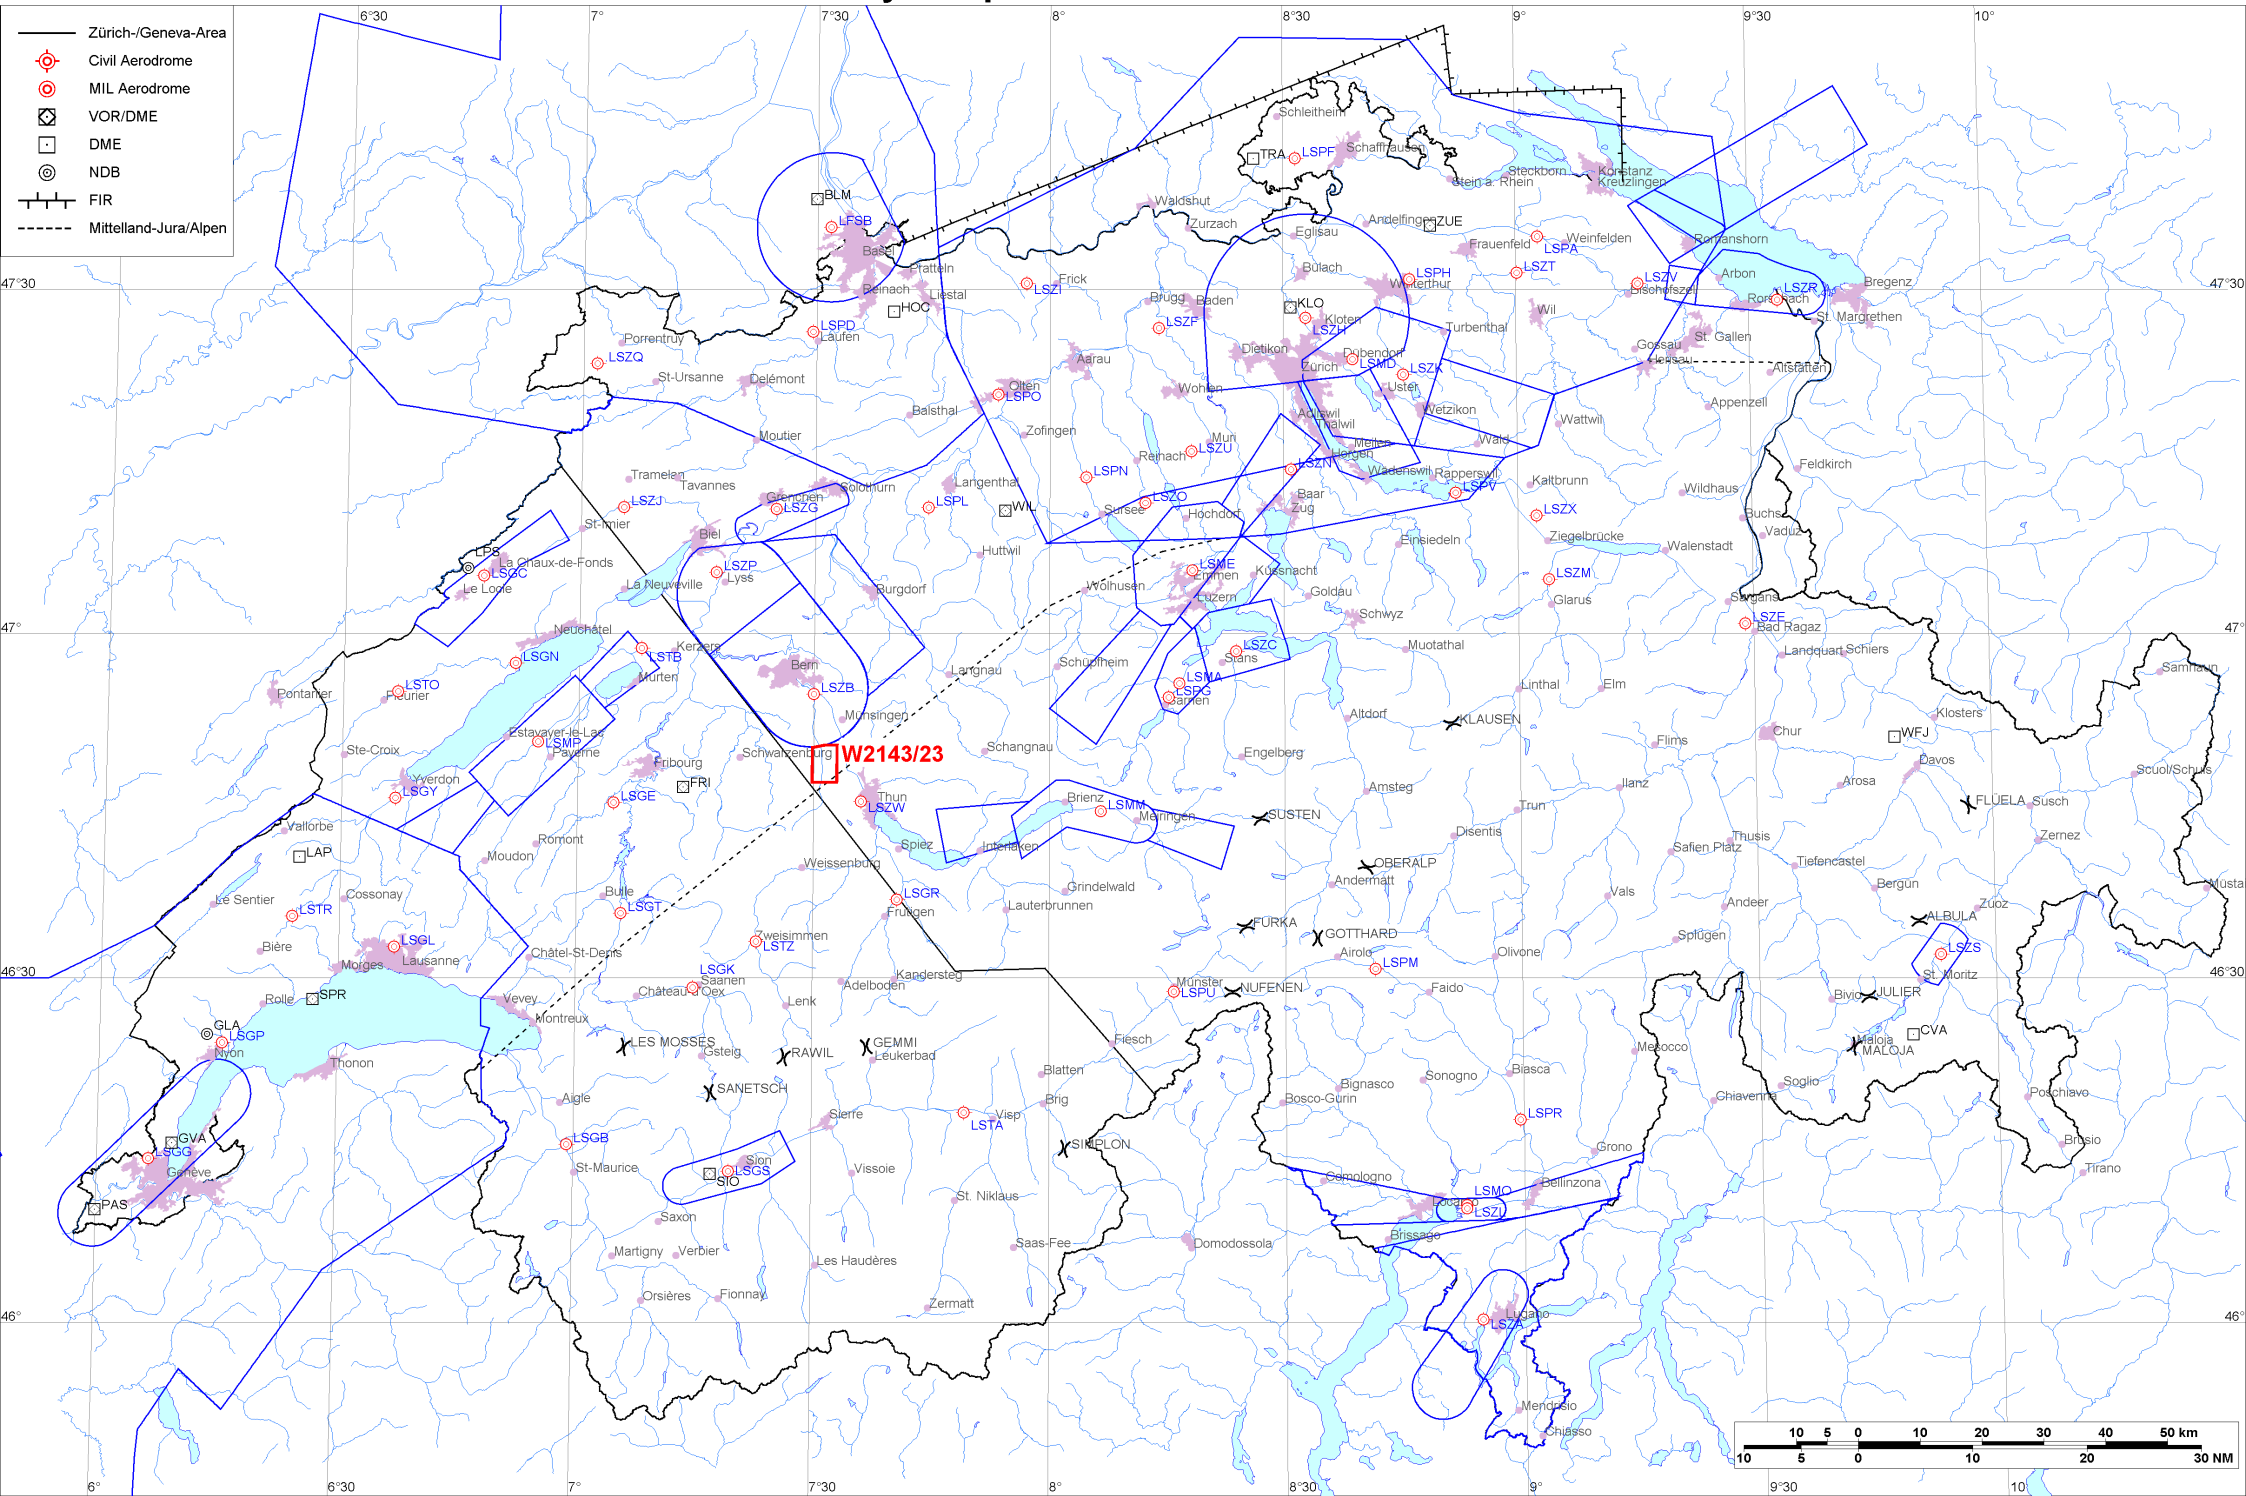 6°30
7°
7°30
8°
8°30
9°
9°30
10°
Zürich-/Geneva-Area
Civil Aerodrome
MIL Aerodrome
VOR/DME
DME
NDB
FIR
Mittelland-Jura/Alpen
Schleitheim
TRA
LSPF
Schaffhausen
Steckborn
Stein a. Rhein
Konstanz
Kreuzlingen
BLM
LFSB
Basel
Waldshut
Zurzach
Eglisau
Andelfingen
ZUE
Frauenfeld
LSPA
Weinfelden
Romanshorn
Pratteln
Reinach
Liestal
HOC
LSZI
Frick
Bülach
LSPH
Winterthur
LSZT
LSZV
Bischofszell
Arbon
LSZR
Rorschach
Bregenz
47°30
47°30
Brugg
Baden
KLO
Kloten
LSZH
LSZF
Wil
St. Margrethen
LSPD
Laufen
Porrentruy
LSZQ
St-Ursanne
Delémont
Aarau
Dietikon
Zürich
Dübendorf
LSMD
LSZK
Turbenthal
Gossau
Herisau
St. Gallen
Altstätten
Olten
LSPO
Balsthal
Wohlen
Uster
Wetzikon
Appenzell
Adliswil
Thalwil
Wattwil
Moutier
Zofingen
Muri
LSZU
Reinach
Meilen
Horgen
Wald
Tramelan
Tavannes
LSPN
LSZN
Wädenswil
Rapperswil
LSPV
Kaltbrunn
Feldkirch
Wildhaus
LSZJ
Grenchen
Solothurn
LSZG
Langenthal
LSPL
WIL
LSZO
Sursee
Hochdorf
Baar
Zug
LSZX
Buchs
Vaduz
St-Imier
Biel
Huttwil
Einsiedeln
Ziegelbrücke
Walenstadt
LPS
La Chaux-de-Fonds
LSGC
Le Locle
LSZP
Lyss
La Neuveville
Burgdorf
Wolhusen
LSME
Emmen
Küssnacht
Luzern
Goldau
Schwyz
LSZM
Glarus
Sargans
LSZE
Bad Ragaz
47°
47°
Neuchâtel
LSGN
LSTB
Kerzers
Murten
Bern
LSZB
Langnau
Schüpfheim
LSZC
Stans
LSMA
LSPG
Sarnen
Muotathal
Landquart
Schiers
Samnaun
Pontarlier
LSTO
Fleurier
Münsingen
Altdorf
KLAUSEN
Linthal
Elm
Klosters
WFJ
Chur
Flims
Davos
Ste-Croix
Estavayer-le-Lac
LSMP
Payerne
Schwarzenburg
W2143/23
Schangnau
Engelberg
Yverdon
LSGY
Fribourg
FRI
LSGE
Thun
LSZW
Brienz
LSMM
Meiringen
Amsteg
SUSTEN
Trun
Ilanz
Arosa
Scuol/Schuls
FLÜELA
Susch
Zernez
Vallorbe
LAP
Romont
Moudon
Spiez
Interlaken
Weissenburg
Disentis
OBERALP
Andermatt
Thusis
Safien Platz
Tiefencastel
Bergün
Müstair
Le Sentier
Cossonay
LSTR
Bulle
LSGT
LSGR
Frutigen
Grindelwald
Lauterbrunnen
FURKA
GOTTHARD
Vals
Andeer
Splügen
ALBULA
Zuoz
LSZS
St. Moritz
Bière
LSGL
Morges
Lausanne
Châtel-St-Denis
Zweisimmen
LSTZ
LSGK
Saanen
Château-d'Oex
Adelboden
Kandersteg
Airolo
LSPM
Olivone
46°30
46°30
Rolle
SPR
Vevey
Montreux
Lenk
Münster
LSPU
NUFENEN
Faido
Bivio
JULIER
GLA
LSGP
Nyon
Thonon
LES MOSSES
Gsteig
RAWIL
GEMMI
Leukerbad
Fiesch
Mesocco
CVA
Maloja
MALOJA
SANETSCH
Aigle
Blatten
Brig
Bignasco
Sonogno
Biasca
Bosco-Gurin
Soglio
Chiavenna
Poschiavo
GVA
LSGG
Genève
PAS
LSGB
St-Maurice
Sierre
Sion
LSGS
SIO
LSTA
Visp
SIMPLON
LSPR
Grono
Brusio
Tirano
Vissoie
St. Niklaus
Comologno
LSMO
Locarno
LSZL
Bellinzona
Saxon
Martigny
Verbier
Les Haudères
Saas-Fee
Domodossola
Brissago
Orsières
Fionnay
Zermatt
Lugano
LSZA
46°
46°
Mendrisio
Chiasso
10 5 0 10 20 30 40 50 km
10 5 0 10 20 30 NM
6°
6°30
7°
7°30
8°
8°30
9°
9°30
10°